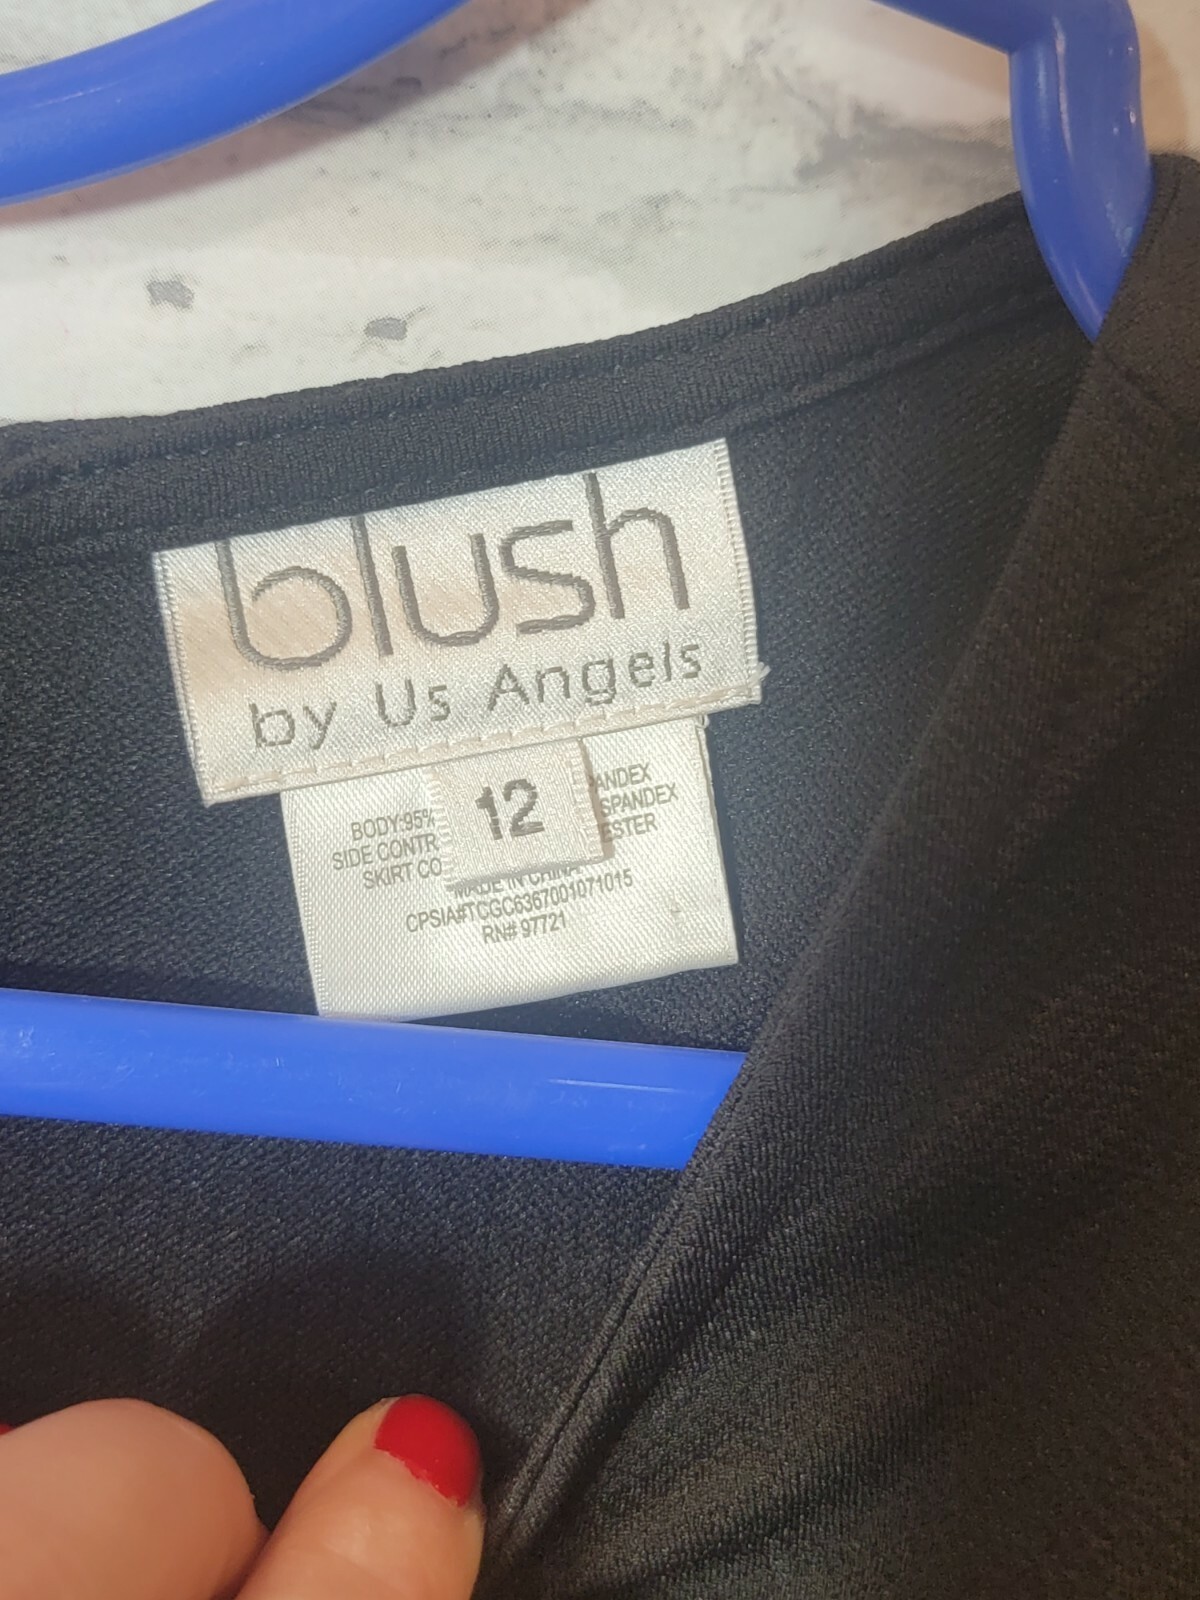 blush
by Us Angels
12
BODY:95% ANDEX
SIDE CONTR SPANDEX
SKIRT CO ESTER
MADE IN CHINA
CPSIA#TCGC6367001071015
RN# 97721